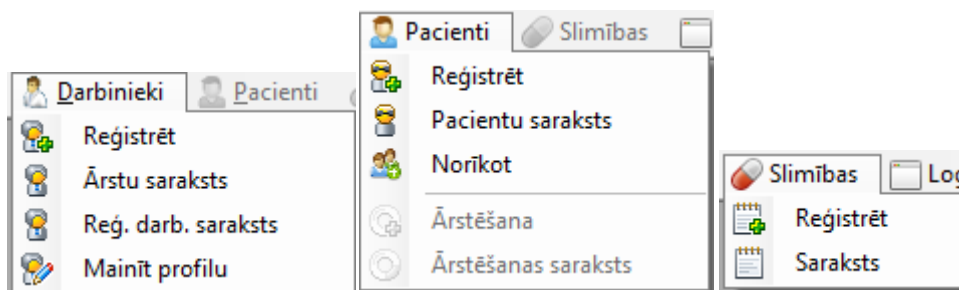 Darbinieki Pacienti
Reģistrēt
Ārstu saraksts
Reģ. darb. saraksts
Mainīt profilu
Pacienti Slimības
Reģistrēt
Pacientu saraksts
Norīkot
Ārstēšana
Ārstēšanas saraksts
Slimības Log
Reģistrēt
Saraksts